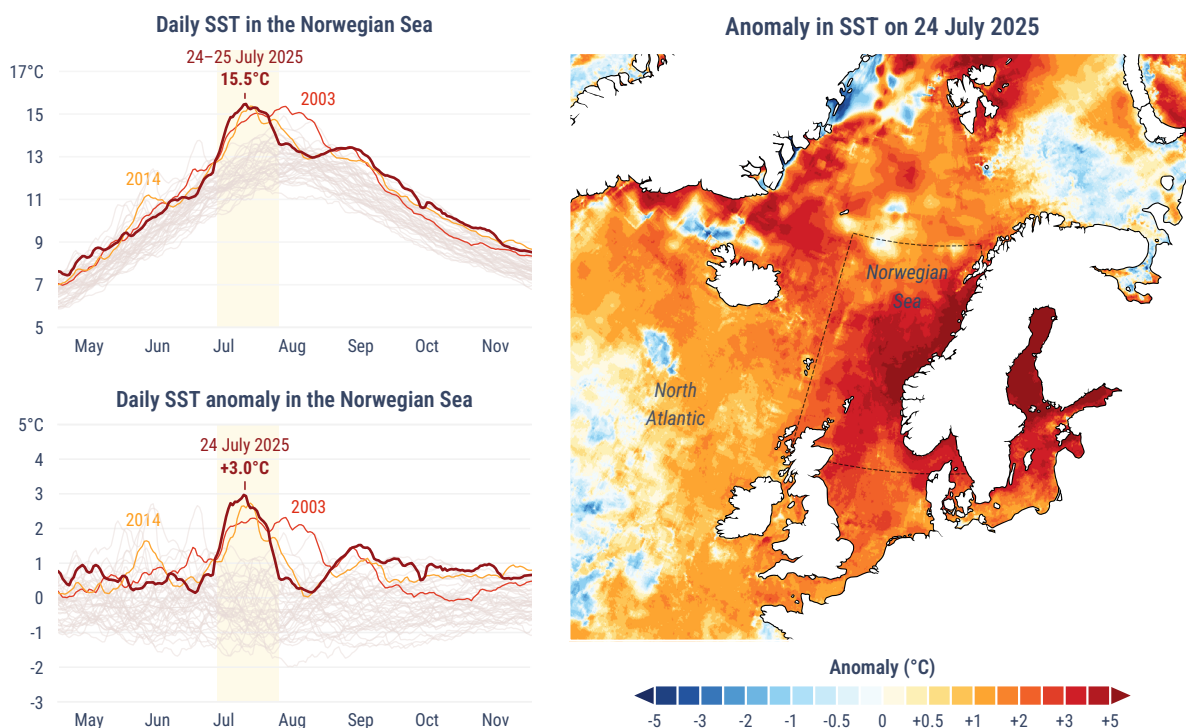 Daily SST in the Norwegian Sea
24–25 July 2025
15.5°C
2003
2014
17°C
15
13
11
9
7
5
May Jun Jul Aug Sep Oct Nov
Daily SST anomaly in the Norwegian Sea
24 July 2025
+3.0°C
2003
2014
5°C
4
3
2
1
0
-1
-2
-3
May Jun Jul Aug Sep Oct Nov
Anomaly in SST on 24 July 2025
Norwegian
Sea
North
Atlantic
Anomaly (°C)
-5 -3 -2 -1 -0.5 0 +0.5 +1 +2 +3 +5